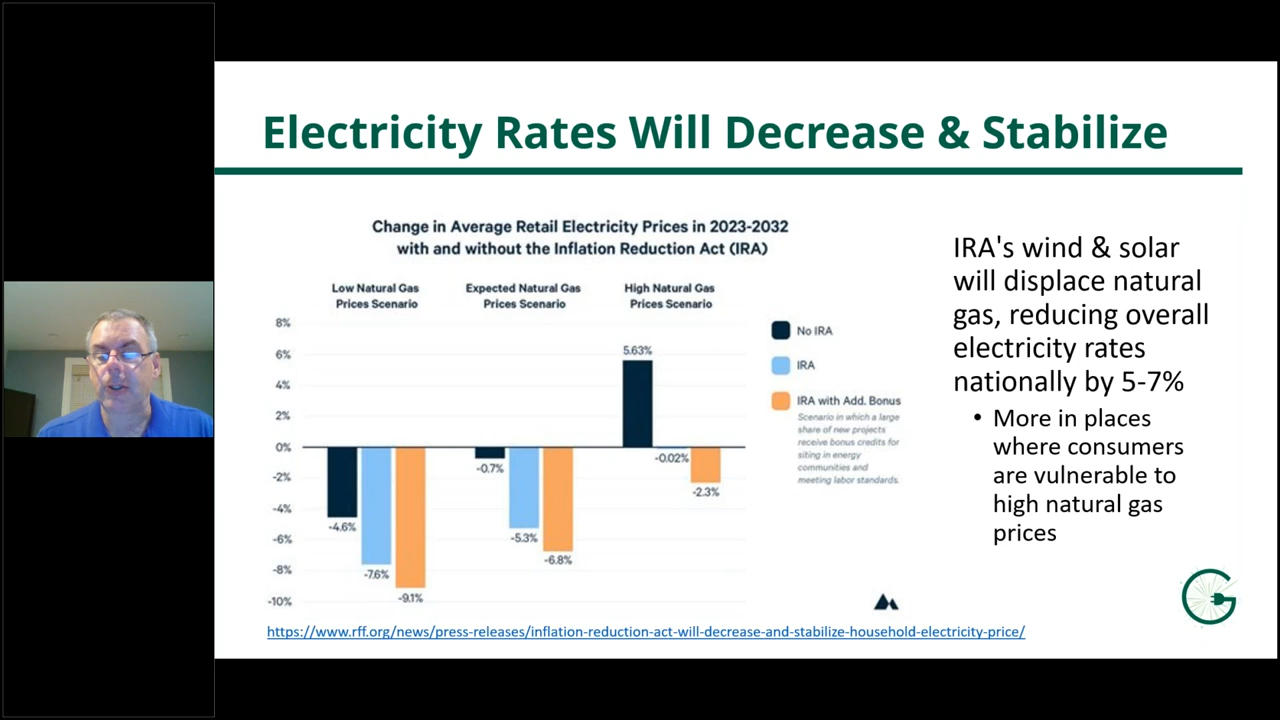 Electricity Rates Will Decrease & Stabilize
Change in Average Retail Electricity Prices in 2023-2032
with and without the Inflation Reduction Act (IRA)
Low Natural Gas
Prices Scenario
Expected Natural Gas
Prices Scenario
High Natural Gas
Prices Scenario
8%
6%
4%
2%
0%
-2%
-4%
-6%
-8%
-10%
-4.6%
-7.6%
-9.1%
-0.7%
-5.3%
-6.8%
5.63%
-0.02%
-2.3%
No IRA
IRA
IRA with Add. Bonus
Scenario in which a large
share of new projects
receive bonus credits for
siting in energy
communities and
meeting labor standards.
IRA's wind & solar
will displace natural
gas, reducing overall
electricity rates
nationally by 5-7%
• More in places
where consumers
are vulnerable to
high natural gas
prices
https://www.rff.org/news/press-releases/inflation-reduction-act-will-decrease-and-stabilize-household-electricity-price/